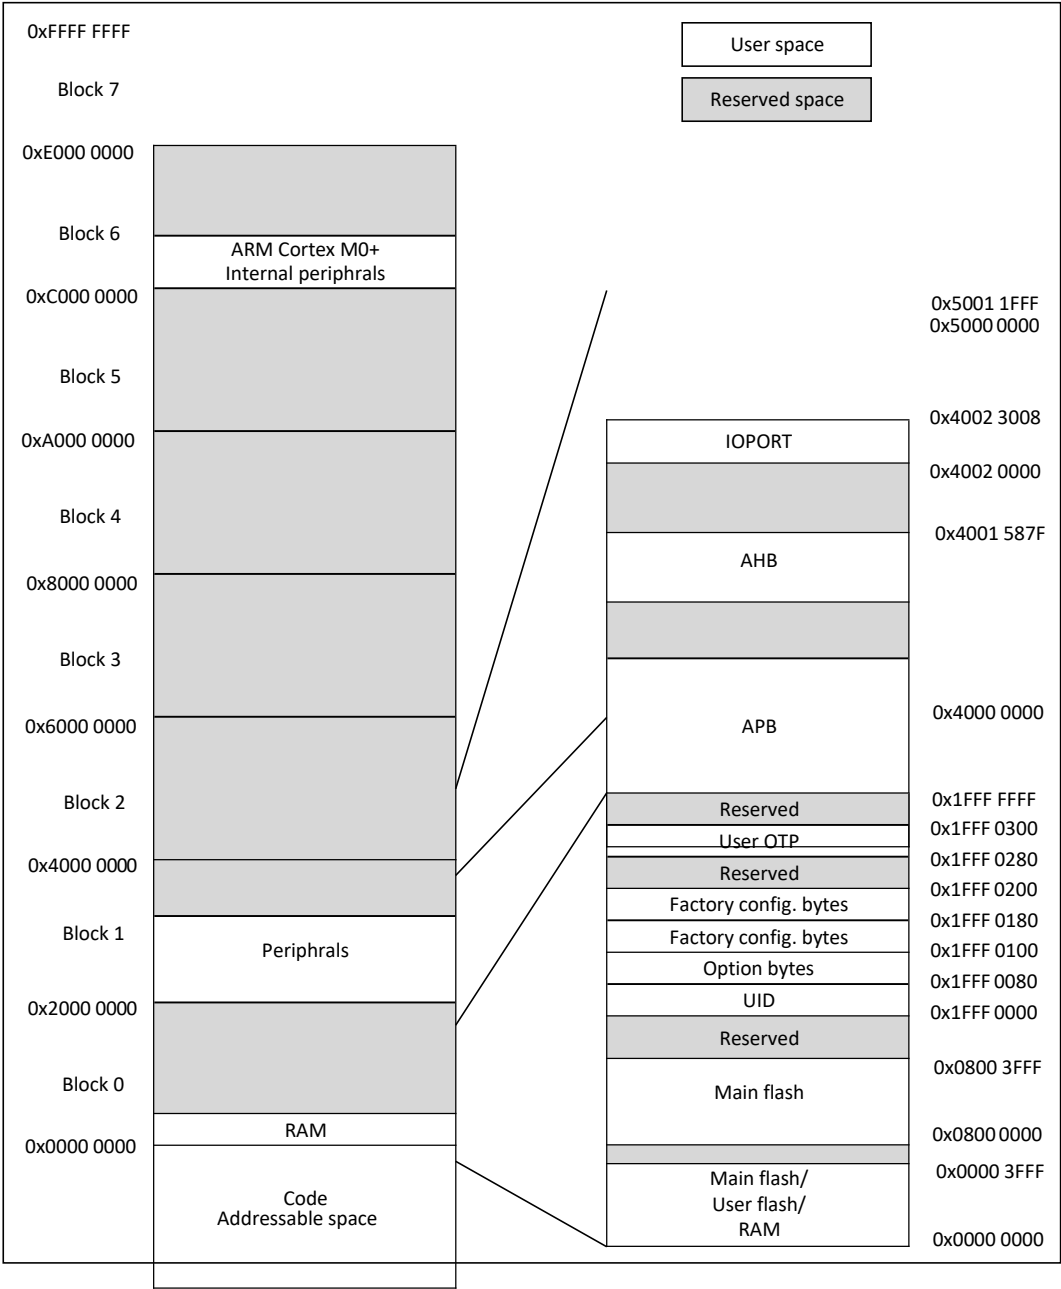 0xFFFF FFFF
Block 7
0xE000 0000
Block 6
0xC000 0000
Block 5
0xA000 0000
Block 4
0x8000 0000
Block 3
0x6000 0000
Block 2
0x4000 0000
Block 1
0x2000 0000
Block 0
0x0000 0000
ARM Cortex M0+
Internal periphrals
Periphrals
RAM
Code
Addressable space
User space
Reserved space
IOPORT
AHB
APB
Reserved
User OTP
Reserved
Factory config. bytes
Factory config. bytes
Option bytes
UID
Reserved
Main flash
Main flash/
User flash/
RAM
0x5001 1FFF
0x5000 0000
0x4002 3008
0x4002 0000
0x4001 587F
0x4000 0000
0x1FFF FFFF
0x1FFF 0300
0x1FFF 0280
0x1FFF 0200
0x1FFF 0180
0x1FFF 0100
0x1FFF 0080
0x1FFF 0000
0x0800 3FFF
0x0800 0000
0x0000 3FFF
0x0000 0000